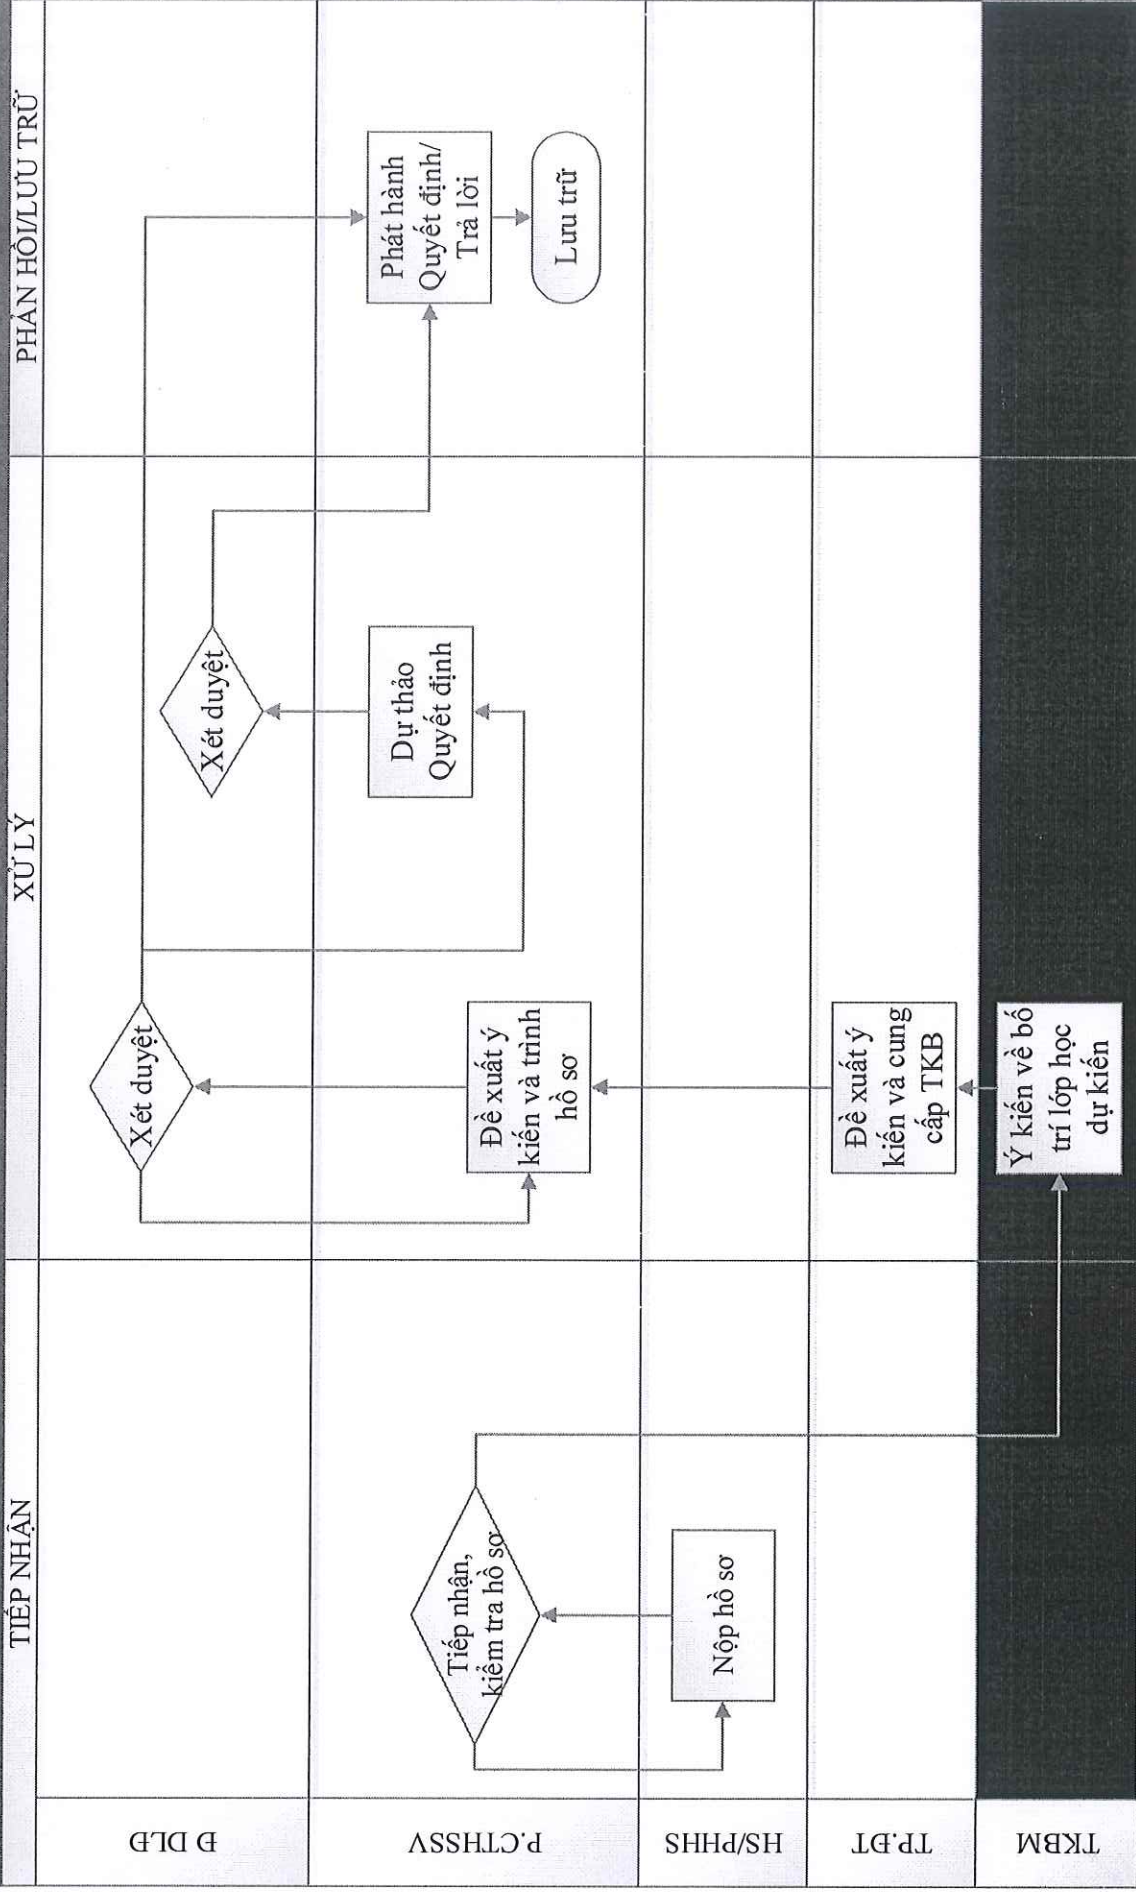 TIẾP NHẬN
XỬ LÝ
PHẢN HỒI/LƯU TRỮ
Đ DLĐ
Xét duyệt
Xét duyệt
P.CTHSSV
Tiếp nhận,
kiểm tra hồ sơ
Đề xuất ý
kiến và trình
hồ sơ
Dự thảo
Quyết định
Phát hành
Quyết định/
Trả lời
Lưu trữ
HS/PHHS
Nộp hồ sơ
TP.ĐT
Đề xuất ý
kiến và cung
cấp TKB
TKBM
Ý kiến về bố
trí lớp học
dự kiến